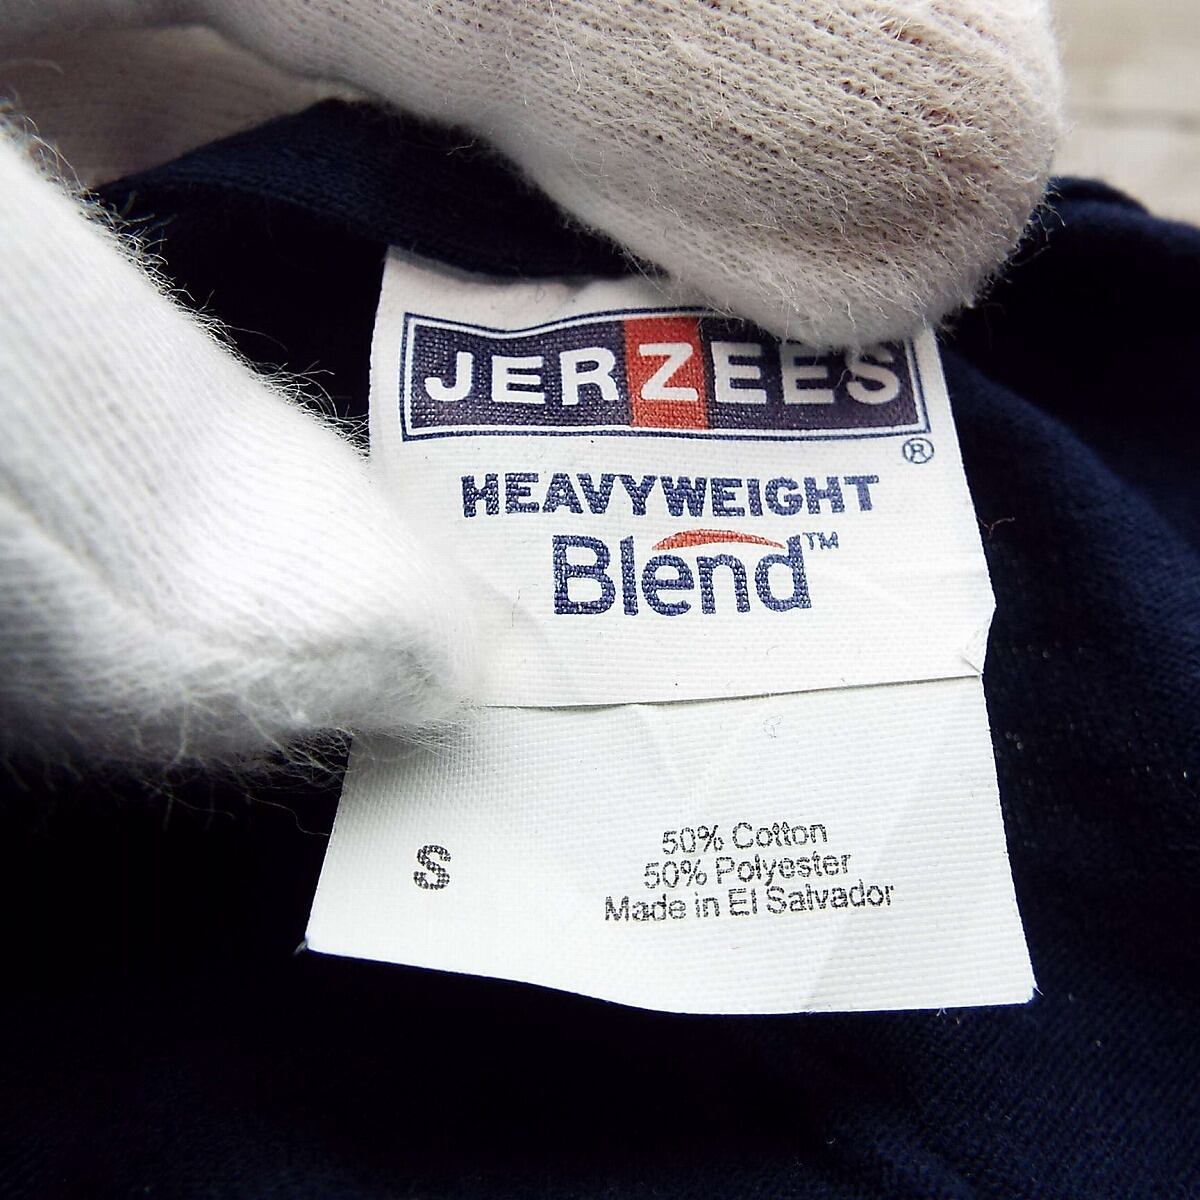 JERZEES
®
HEAVYWEIGHT
Blend™
S
50% Cotton
50% Polyester
Made in El Salvador